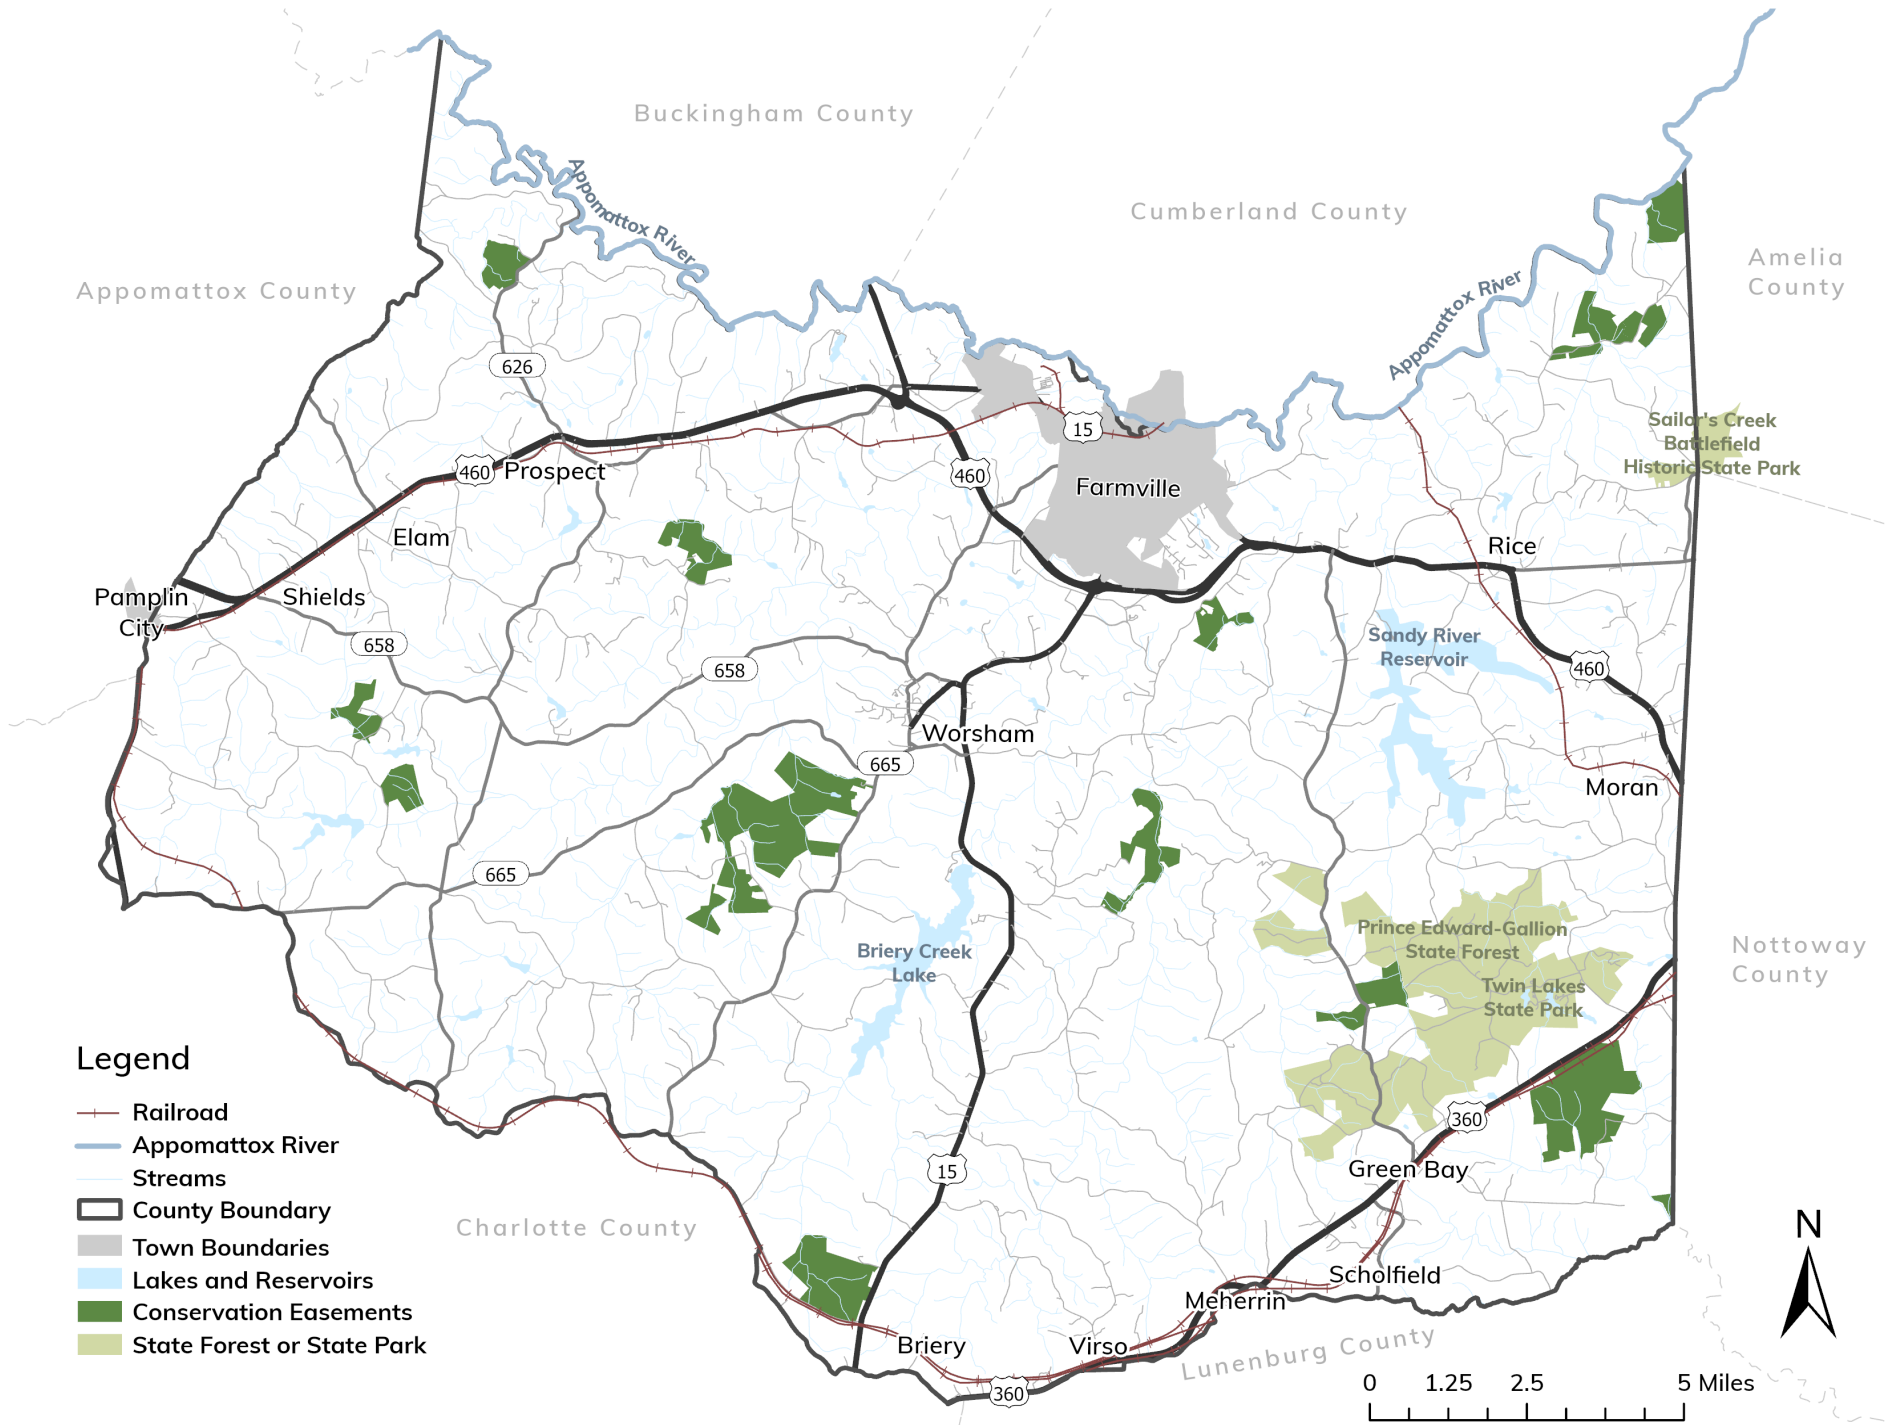 Buckingham County
Appomattox River
Cumberland County
Amelia
County
Appomattox County
Appomattox River
626
Sailor's Creek
Battlefield
Historic State Park
15
460
Prospect
460
Farmville
Elam
Rice
Pamplin
City
Shields
658
658
Sandy River
Reservoir
460
Worsham
665
Moran
665
Prince Edward-Gallion
State Forest
Briery Creek
Lake
Nottoway
County
Twin Lakes
State Park
Legend
Railroad
Appomattox River
Streams
County Boundary
Town Boundaries
Lakes and Reservoirs
Conservation Easements
State Forest or State Park
360
15
Green Bay
Charlotte County
Scholfield
Meherrin
Briery
Virso
Lunenburg County
360
N
0 1.25 2.5 5 Miles